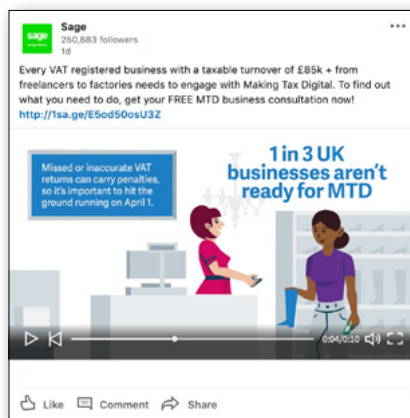 Sage
250,883 followers
1d
Every VAT registered business with a taxable turnover of £85k + from
freelancers to factories needs to engage with Making Tax Digital. To find out
what you need to do, get your FREE MTD business consultation now!
http://1sa.ge/E5od50osU3Z
Missed or inaccurate VAT
returns can carry penalties,
so it's important to hit the
ground running on April 1.
1 in 3 UK
businesses aren't
ready for MTD
0:04/0:10
Like Comment Share